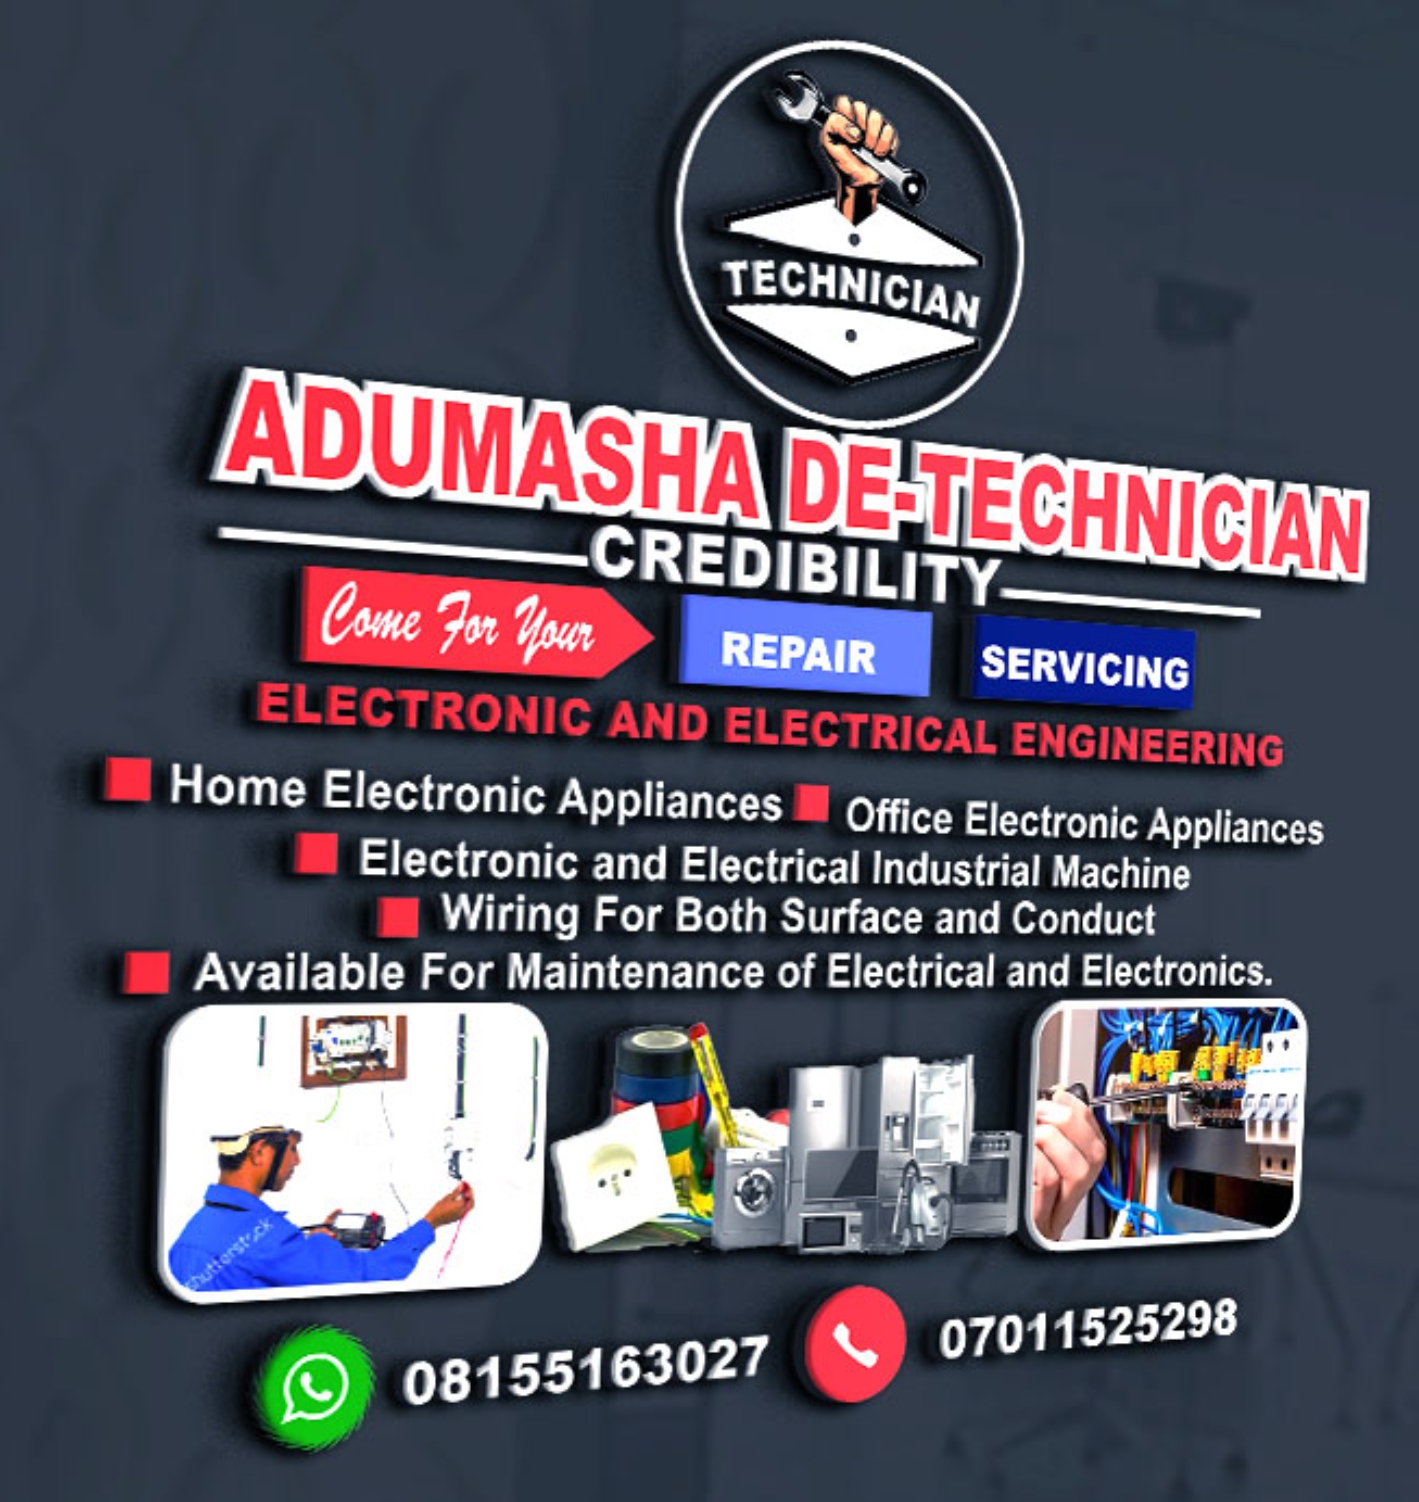 TECHNICIAN
ADUMASHA DE-TECHNICIAN
CREDIBILITY
Come For Your REPAIR SERVICING
ELECTRONIC AND ELECTRICAL ENGINEERING
Home Electronic Appliances Office Electronic Appliances
Electronic and Electrical Industrial Machine
Wiring For Both Surface and Conduct
Available For Maintenance of Electrical and Electronics.
shutterstock
08155163027 07011525298